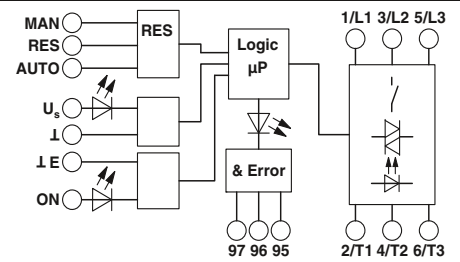 MAN
RES
AUTO
RES
Us
⊥
⊥ E
ON
Logic
µP
& Error
97 96 95
1/L1 3/L2 5/L3
2/T1 4/T2 6/T3